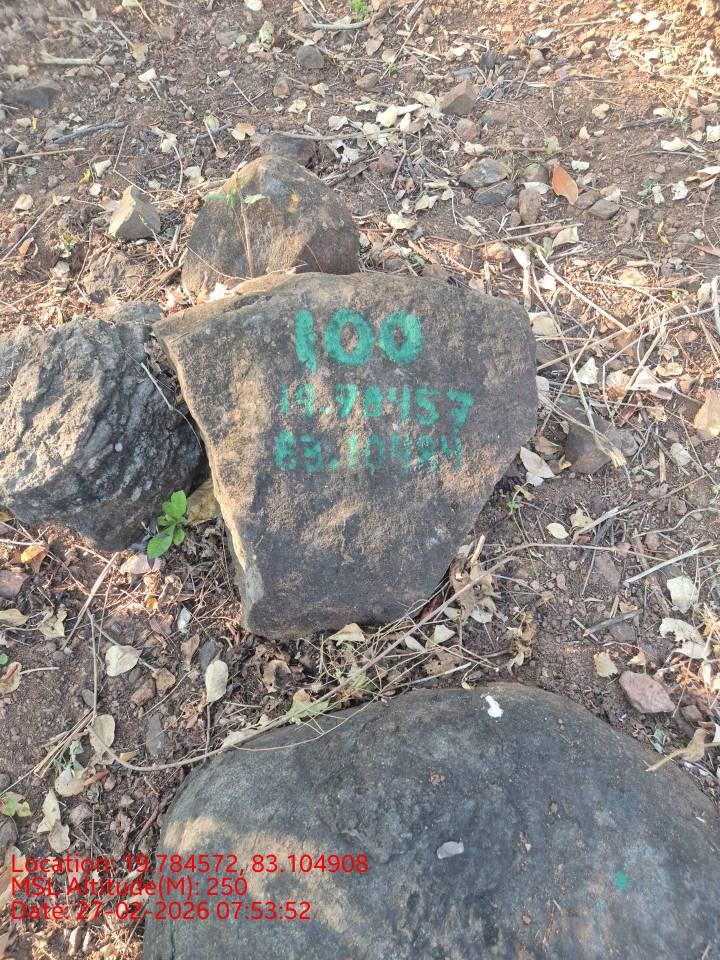 100
19.78457
83.10494
Location: 19.784572, 83.104908
MSL Altitude(M): 250
Date: 27-02-2026 07:53:52